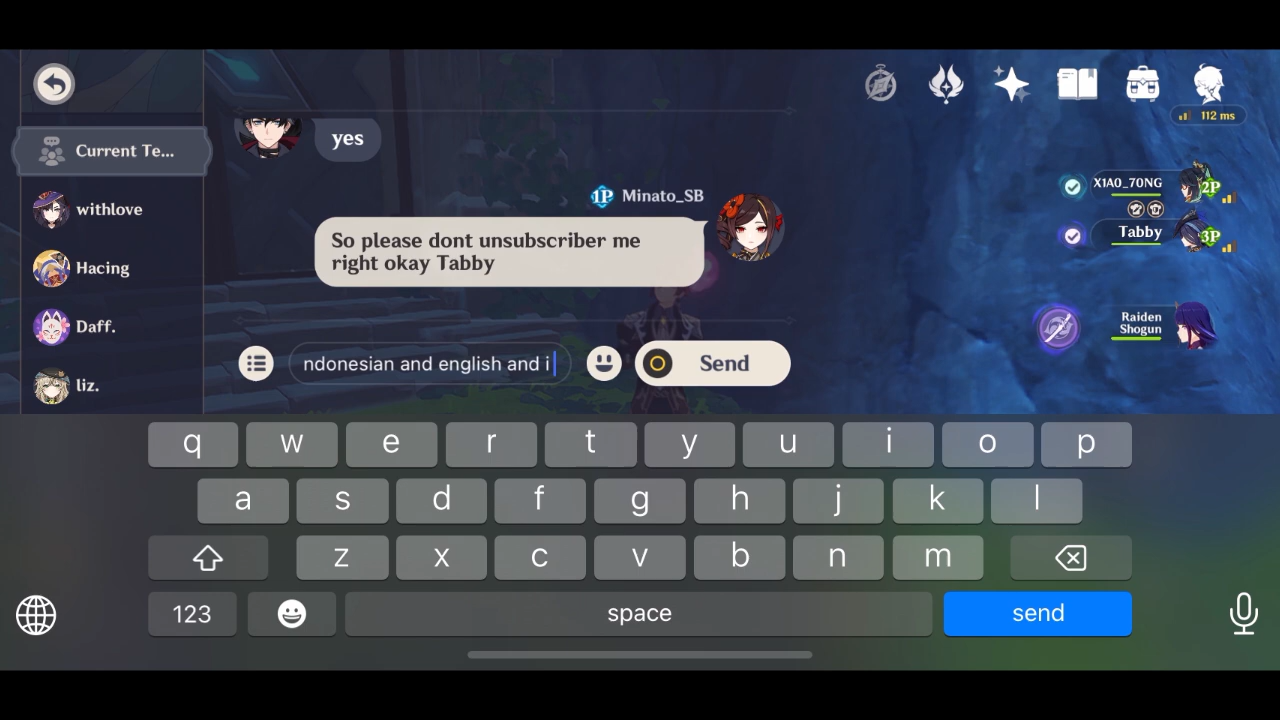 112 ms
Current Te...
yes
X1A0_70NG
2P
1P Minato_SB
withlove
Tabby
3P
So please dont unsubscriber me
right okay Tabby
Hacing
Raiden
Shogun
Daff.
ndonesian and english and i
Send
liz.
q w e r t y u i o p
a s d f g h j k l
z x c v b n m
123
space
send